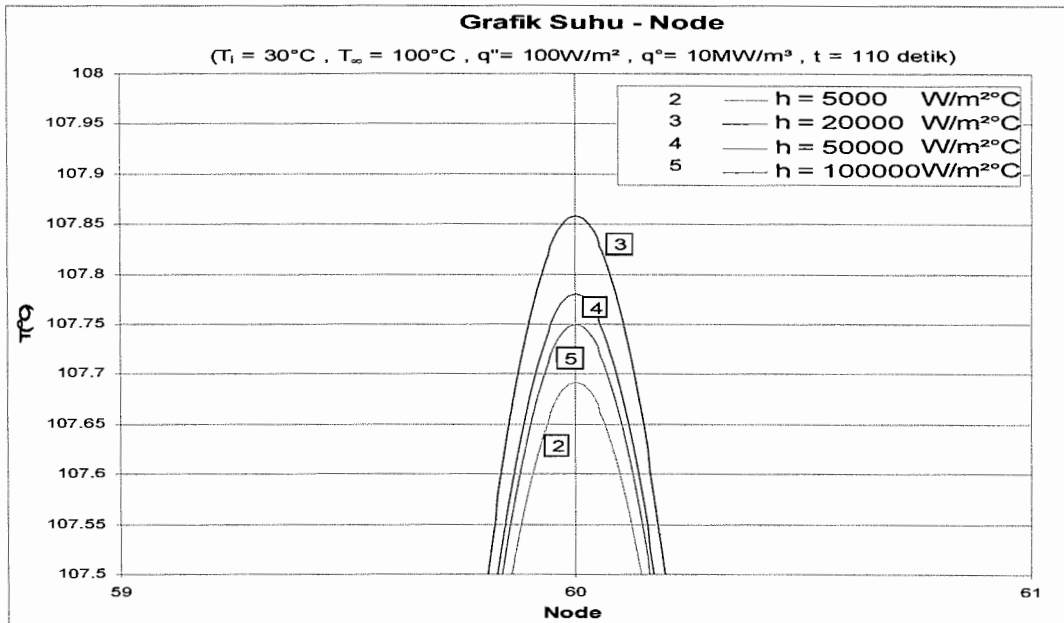 Grafik Suhu - Node
(Tᵢ = 30°C , T∞ = 100°C , q"= 100W/m² , q°= 10MW/m³ , t = 110 detik)
2 h = 5000 W/m²°C
3 h = 20000 W/m²°C
4 h = 50000 W/m²°C
5 h = 100000W/m²°C
108
107.95
107.9
107.85
107.8
107.75
107.7
107.65
107.6
107.55
107.5
T(°C)
3
4
5
2
59
60
61
Node